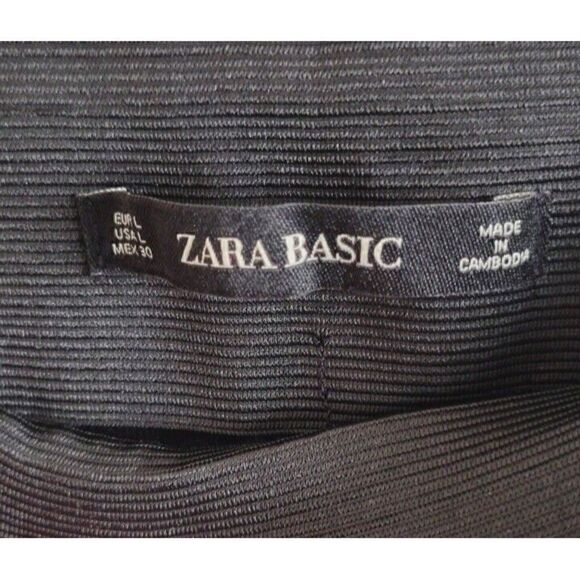 EUR L
USA L
MEX 30
ZARA BASIC
MADE
IN
CAMBODIA